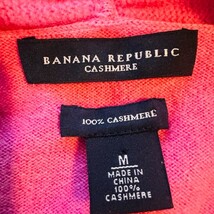 BANANA REPUBLIC
CASHMERE
100% CASHMERE
M
MADE IN
CHINA
100%
CASHMERE